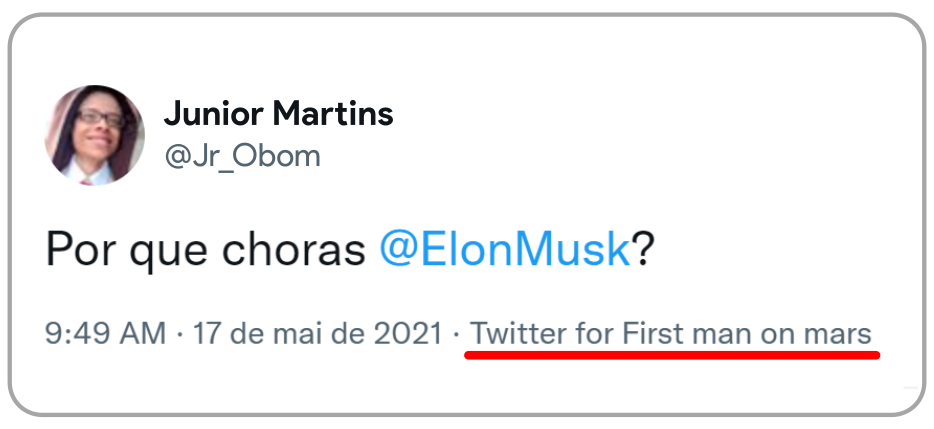 Junior Martins
@Jr_Obom
Por que choras @ElonMusk?
9:49 AM · 17 de mai de 2021 · Twitter for First man on mars